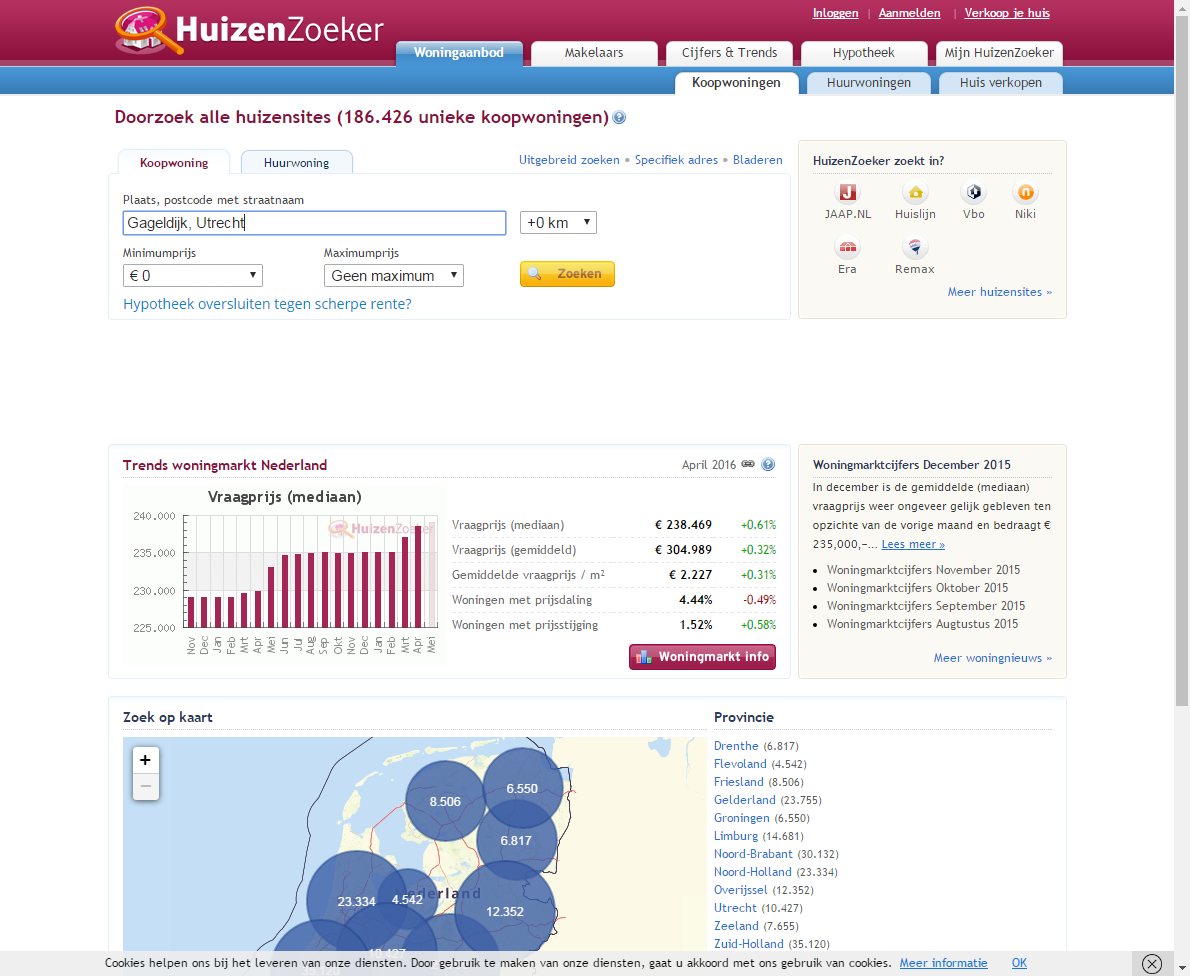 Inloggen | Aanmelden | Verkoop je huis
HuizenZoeker
Woningaanbod Makelaars Cijfers & Trends Hypotheek Mijn HuizenZoeker
Koopwoningen Huurwoningen Huis verkopen
Doorzoek alle huizensites (186.426 unieke koopwoningen) ?
Koopwoning Huurwoning
Uitgebreid zoeken • Specifiek adres • Bladeren
Plaats, postcode met straatnaam
Gageldijk, Utrecht +0 km
Minimumprijs Maximumprijs
€ 0 Geen maximum Zoeken
Hypotheek oversluiten tegen scherpe rente?
HuizenZoeker zoekt in?
JAAP.NL Huislijn Vbo Niki
Era Remax
Meer huizensites »
Trends woningmarkt Nederland April 2016 ?
Vraagprijs (mediaan)
HuizenZoeker
240.000
235.000
230.000
225.000
Nov Dec Jan Feb Mrt Apr Mei Jun Jul Aug Sep Okt Nov Dec Jan Feb Mrt Apr Mei
Vraagprijs (mediaan) € 238.469 +0.61%
Vraagprijs (gemiddeld) € 304.989 +0.32%
Gemiddelde vraagprijs / m² € 2.227 +0.31%
Woningen met prijsdaling 4.44% -0.49%
Woningen met prijsstijging 1.52% +0.58%
Woningmarkt info
Woningmarktcijfers December 2015
In december is de gemiddelde (mediaan)
vraagprijs weer ongeveer gelijk gebleven ten
opzichte van de vorige maand en bedraagt €
235,000,-... Lees meer »
• Woningmarktcijfers November 2015
• Woningmarktcijfers Oktober 2015
• Woningmarktcijfers September 2015
• Woningmarktcijfers Augtustus 2015
Meer woningnieuws »
Zoek op kaart
+
−
8.506
6.550
6.817
Nederland
23.334
4.542
12.352
10.427
Provincie
Drenthe (6.817)
Flevoland (4.542)
Friesland (8.506)
Gelderland (23.755)
Groningen (6.550)
Limburg (14.681)
Noord-Brabant (30.132)
Noord-Holland (23.334)
Overijssel (12.352)
Utrecht (10.427)
Zeeland (7.655)
Zuid-Holland (35.120)
Cookies helpen ons bij het leveren van onze diensten. Door gebruik te maken van onze diensten, gaat u akkoord met ons gebruik van cookies. Meer informatie OK